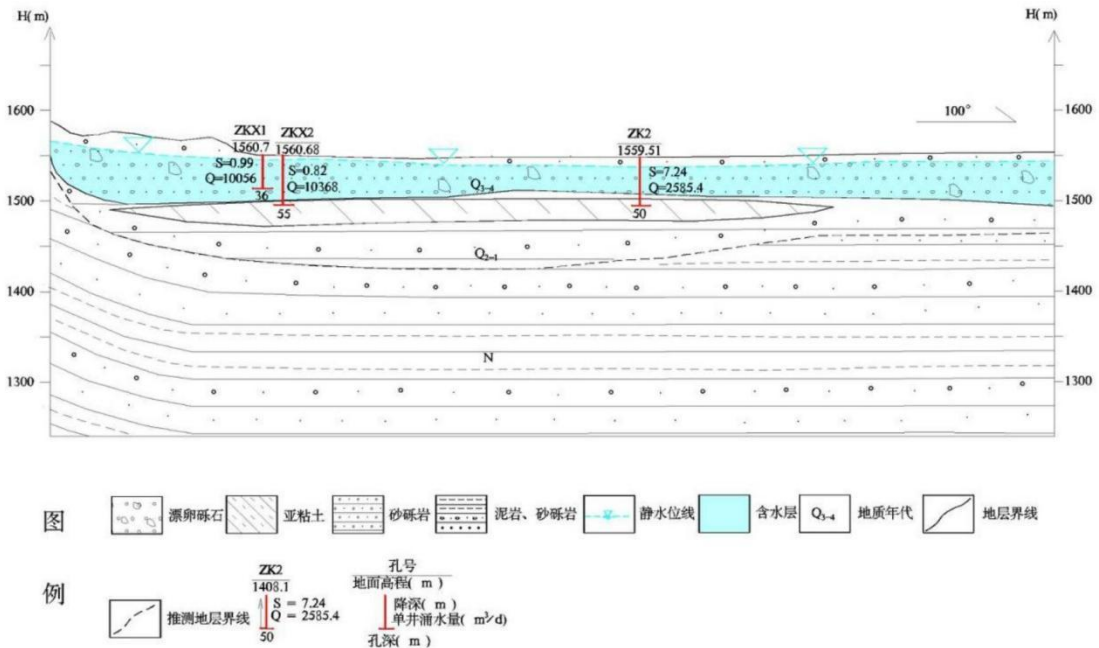 H( m)
H( m)
1600
1500
1400
1300
1600
1500
1400
1300
100°
ZKX1
1560.7
S=0.99
Q=10056
36
ZKX2
1560.68
S=0.82
Q=10368
55
ZK2
1559.51
S=7.24
Q=2585.4
50
Q₃₋₄
Q₂₋₁
N
图例
漂卵砾石
亚粘土
砂砾岩
泥岩、砂砾岩
静水位线
含水层
Q₃₋₄
地质年代
地层界线
推测地层界线
ZK2
1408.1
S = 7.24
Q = 2585.4
50
孔号
地面高程( m)
降深( m)
单井涌水量( m³/d)
孔深( m)